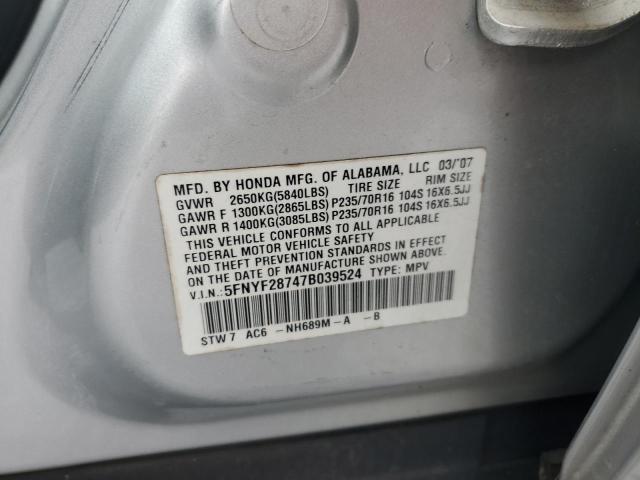 MFD. BY HONDA MFG. OF ALABAMA, LLC 03/'07
GVWR 2650KG(5840LBS) TIRE SIZE RIM SIZE
GAWR F 1300KG(2865LBS) P235/70R16 104S 16X6.5JJ
GAWR R 1400KG(3085LBS) P235/70R16 104S 16X6.5JJ
THIS VEHICLE CONFORMS TO ALL APPLICABLE
FEDERAL MOTOR VEHICLE SAFETY
AND THEFT PREVENTION STANDARDS IN EFFECT
ON THE DATE OF MANUFACTURE SHOWN ABOVE.
V.I.N.: 5FNYF28747B039524 TYPE: MPV
STW7 AC6 -NH689M-A -B